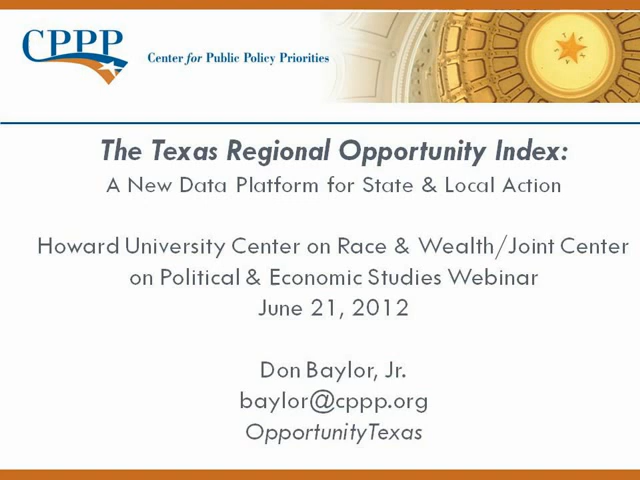 CPPP
Center for Public Policy Priorities
The Texas Regional Opportunity Index:
A New Data Platform for State & Local Action
Howard University Center on Race & Wealth/Joint Center
on Political & Economic Studies Webinar
June 21, 2012
Don Baylor, Jr.
baylor@cppp.org
OpportunityTexas